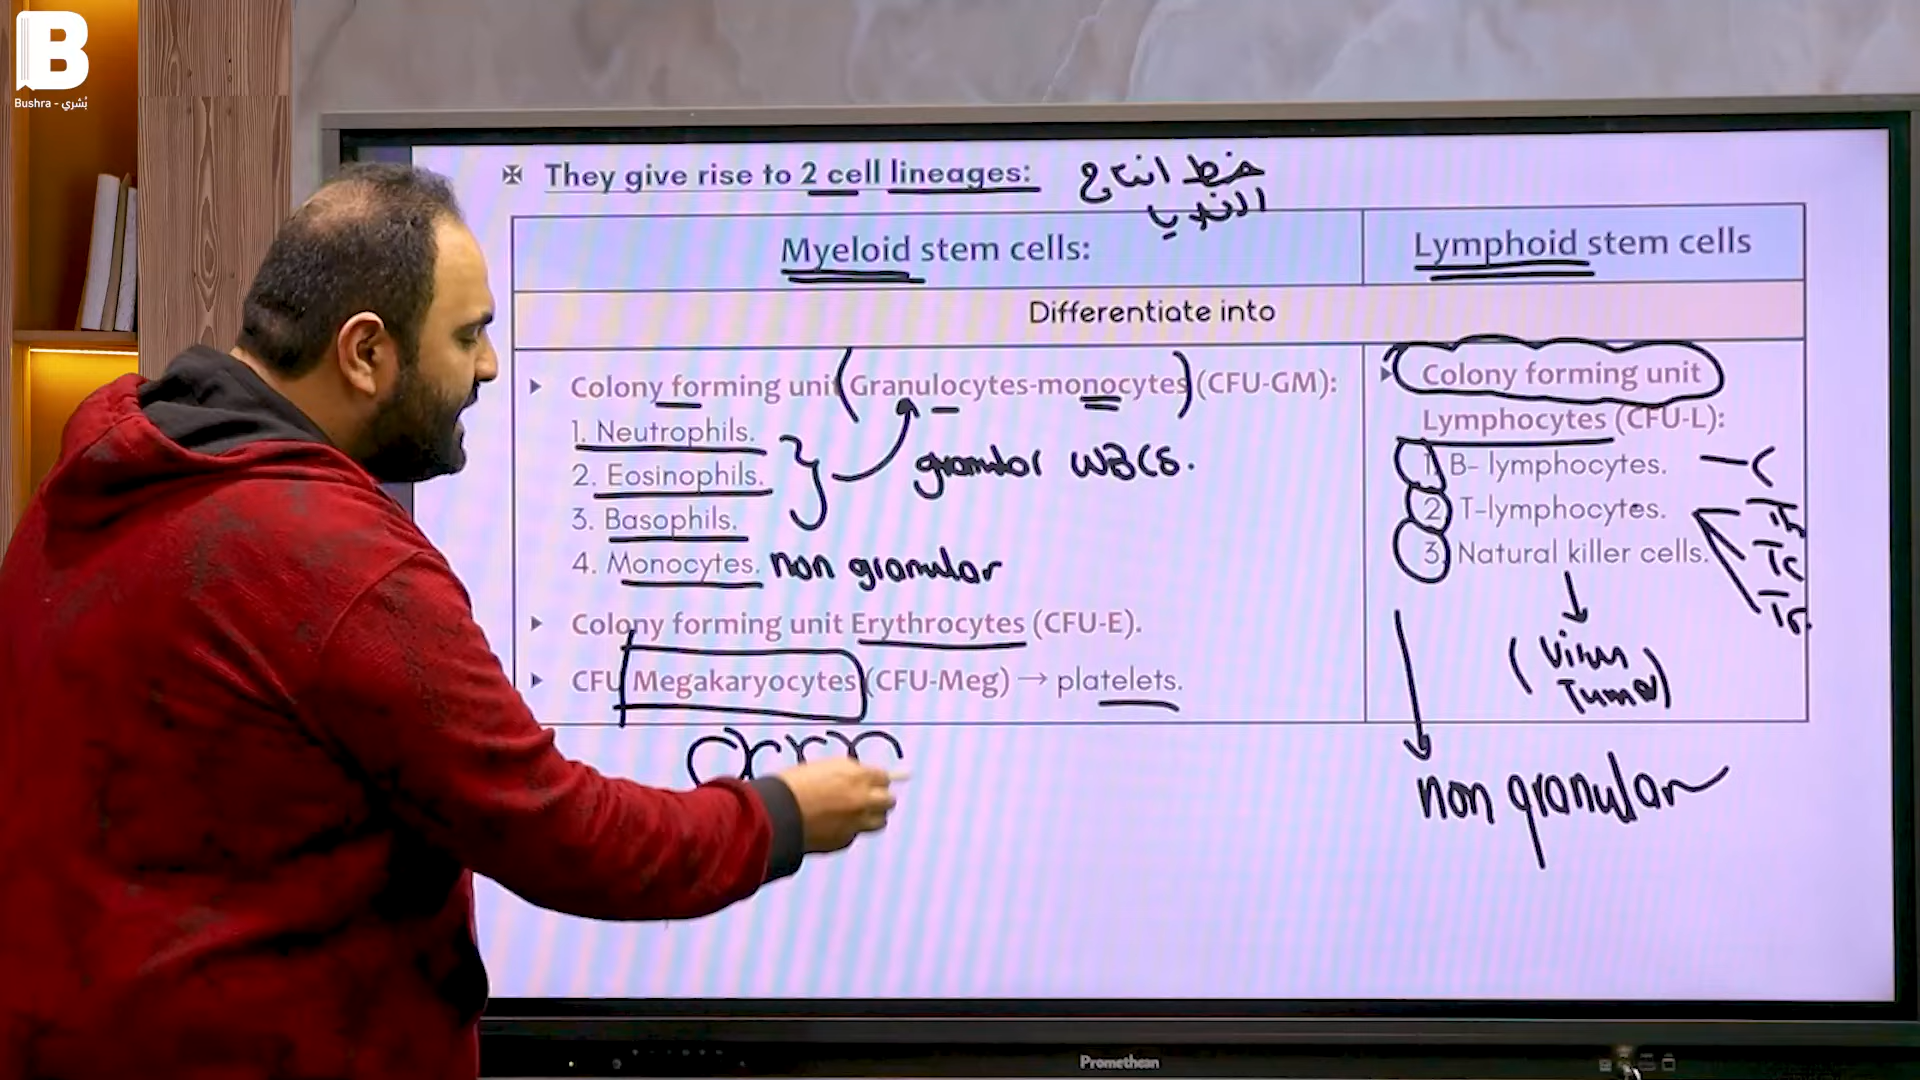 B
Bushra - بُشري
✠ They give rise to 2 cell lineages:
خط انتاج
Myeloid stem cells:
Lymphoid stem cells
Differentiate into
Colony forming unit (Granulocytes-monocytes) (CFU-GM):
1. Neutrophils.
2. Eosinophils.
granular WBCs.
3. Basophils.
4. Monocytes. non granular
Colony forming unit Erythrocytes (CFU-E).
CFU Megakaryocytes (CFU-Meg) → platelets.
Colony forming unit
Lymphocytes (CFU-L):
1. B- lymphocytes.
2. T-lymphocytes.
3. Natural killer cells.
Th
Tc
(Virus
Tumor)
non granular
Promethean